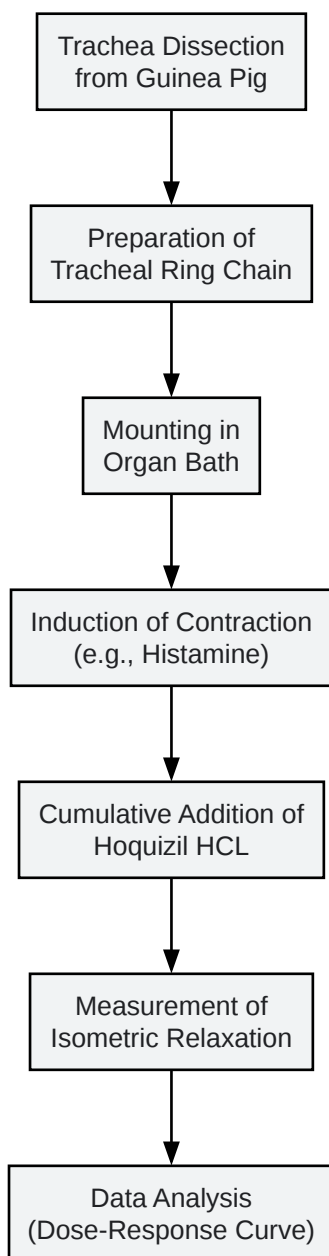 Trachea Dissection
from Guinea Pig
Preparation of
Tracheal Ring Chain
Mounting in
Organ Bath
Induction of Contraction
(e.g., Histamine)
Cumulative Addition of
Hoquizil HCL
Measurement of
Isometric Relaxation
Data Analysis
(Dose-Response Curve)